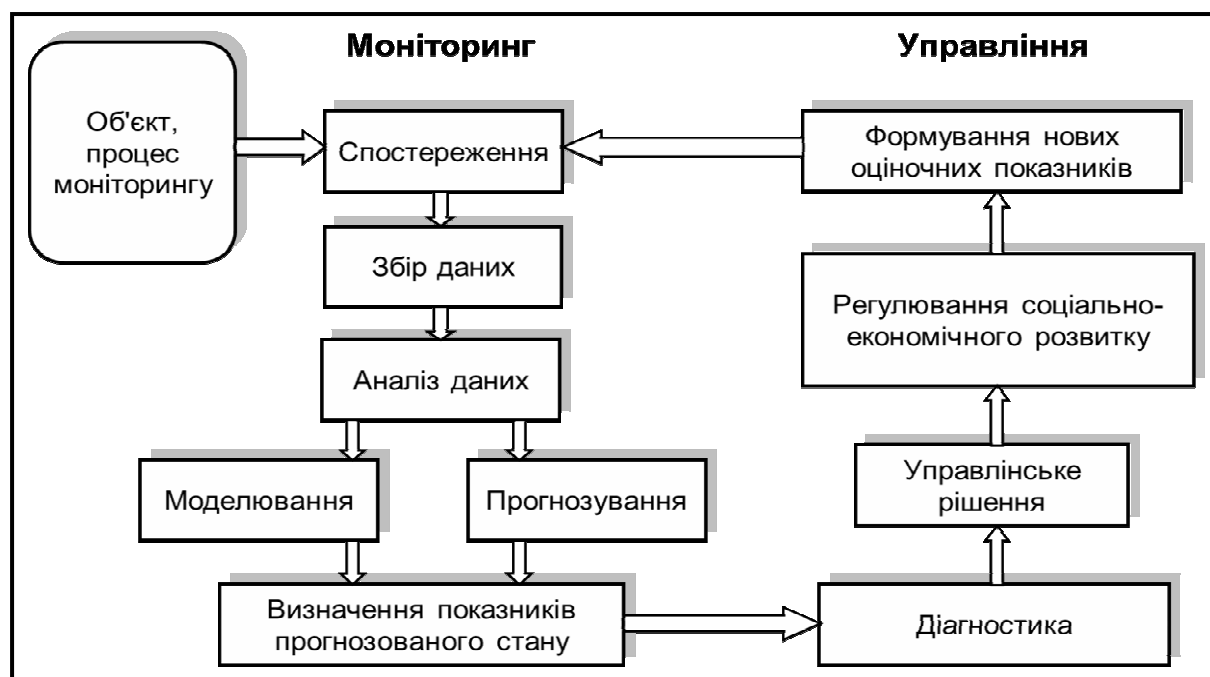 Моніторинг
Управління
Об'єкт,
процес
моніторингу
Спостереження
Формування нових
оціночних показників
Збір даних
Регулювання соціально-
економічного розвитку
Аналіз даних
Моделювання
Прогнозування
Управлінське
рішення
Визначення показників
прогнозованого стану
Діагностика